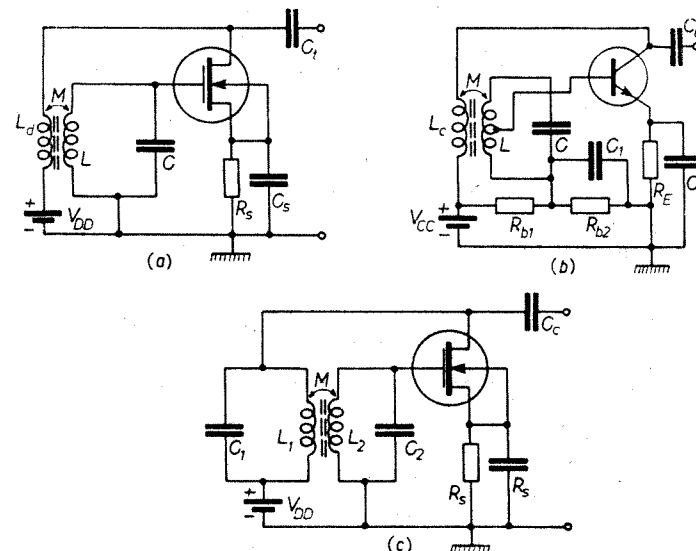 C_t
M
L_d
L
C
R_s
C_s
+
-
V_DD
(a)
M
L_c
L
C
C_1
R_E
+
-
V_CC
R_b1
R_b2
(b)
C_c
M
C_1
L_1
L_2
C_2
+
-
V_DD
R_s
R_s
(c)